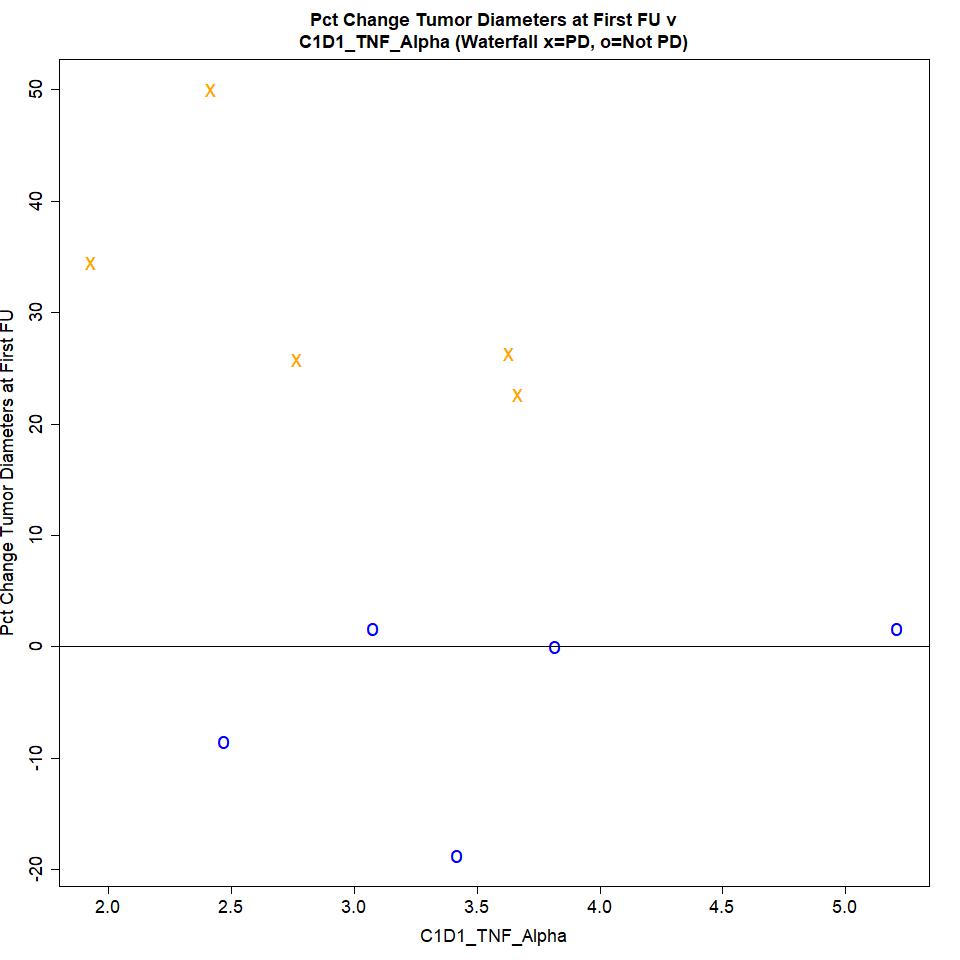 Pct Change Tumor Diameters at First FU v
C1D1_TNF_Alpha (Waterfall x=PD, o=Not PD)
Pct Change Tumor Diameters at First FU
50
40
30
20
10
0
-10
-20
X
X
X
X
X
O
O
O
O
O
2.0 2.5 3.0 3.5 4.0 4.5 5.0
C1D1_TNF_Alpha